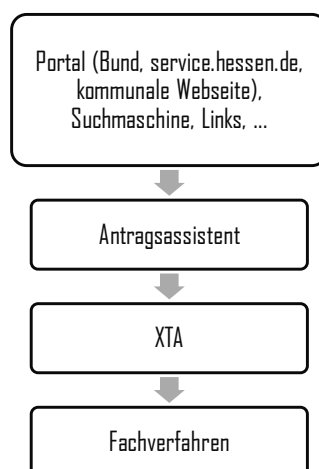 Portal (Bund, service.hessen.de,
kommunale Webseite),
Suchmaschine, Links, ...
Antragsassistent
XTA
Fachverfahren